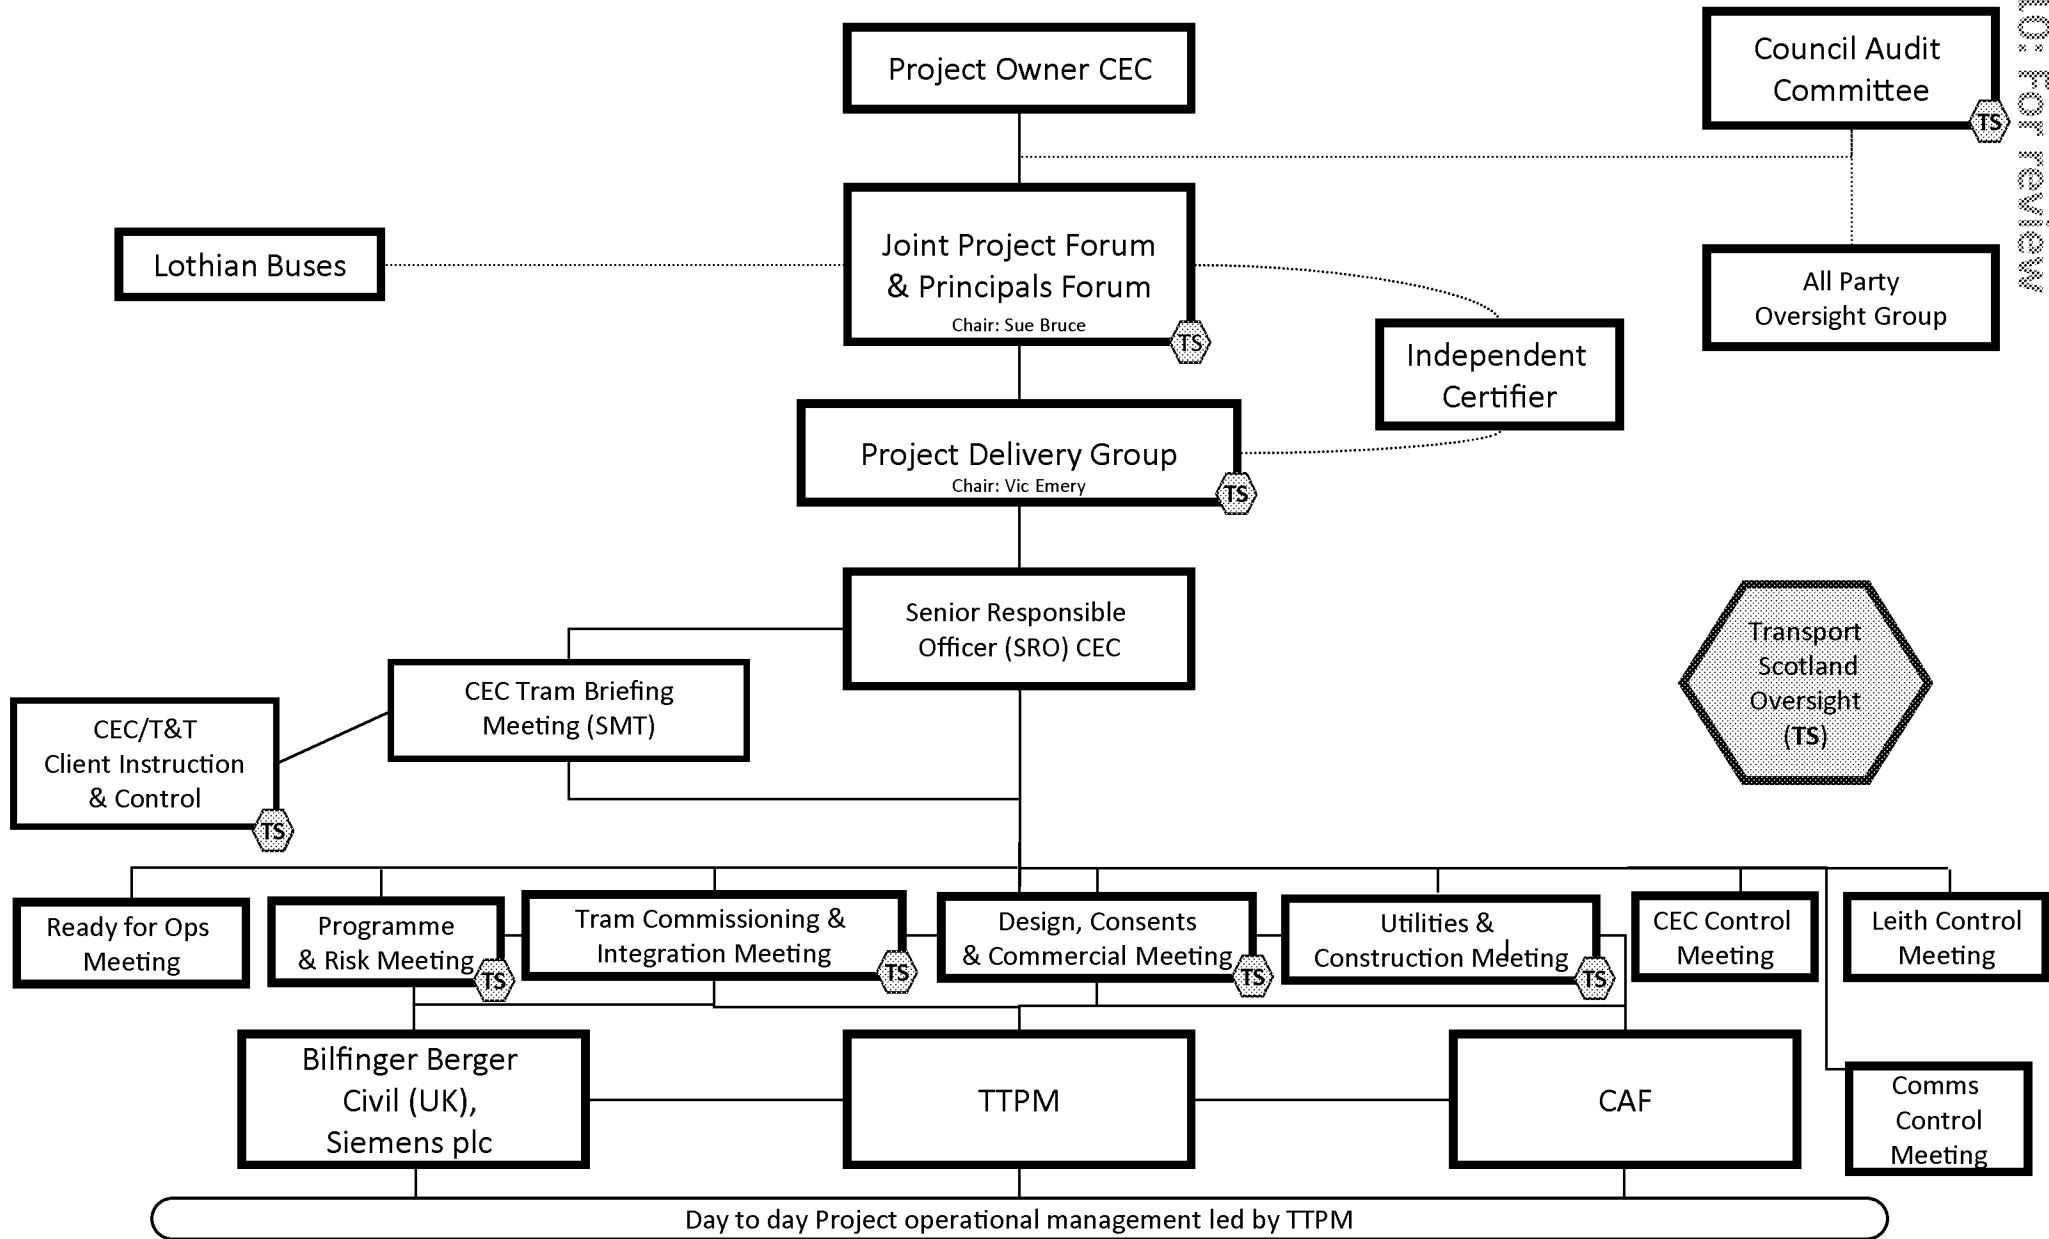 Project Owner CEC
Council Audit
Committee
TS
to: For review
Lothian Buses
Joint Project Forum
& Principals Forum
Chair: Sue Bruce
TS
All Party
Oversight Group
Independent
Certifier
Project Delivery Group
Chair: Vic Emery
TS
Senior Responsible
Officer (SRO) CEC
Transport
Scotland
Oversight
(TS)
CEC Tram Briefing
Meeting (SMT)
CEC/T&T
Client Instruction
& Control
TS
Ready for Ops
Meeting
Programme
& Risk Meeting
TS
Tram Commissioning &
Integration Meeting
TS
Design, Consents
& Commercial Meeting
TS
Utilities &
Construction Meeting
TS
CEC Control
Meeting
Leith Control
Meeting
Bilfinger Berger
Civil (UK),
Siemens plc
TTPM
CAF
Comms
Control
Meeting
Day to day Project operational management led by TTPM